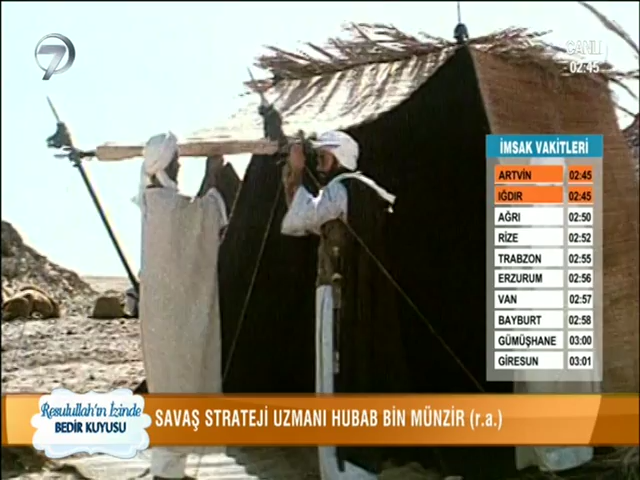 7
CANLI
02:45
İMSAK VAKİTLERİ
ARTVİN 02:45
IĞDIR 02:45
AĞRI 02:50
RİZE 02:52
TRABZON 02:55
ERZURUM 02:56
VAN 02:57
BAYBURT 02:58
GÜMÜŞHANE 03:00
GİRESUN 03:01
Resulullah'ın İzinde
BEDİR KUYUSU
SAVAŞ STRATEJİ UZMANI HUBAB BİN MÜNZİR (r.a.)